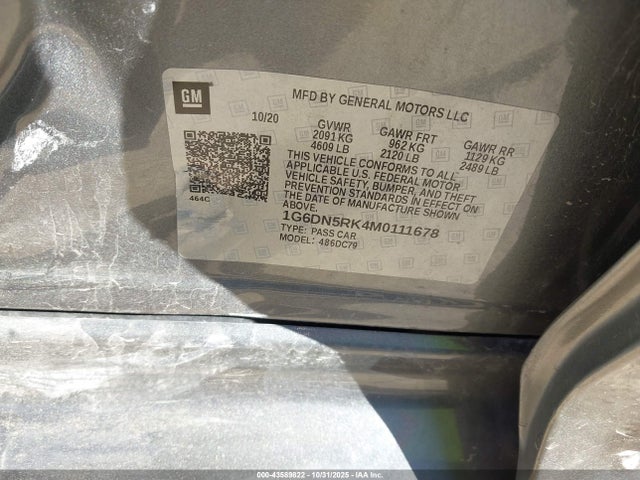 GM
MFD BY GENERAL MOTORS LLC
10/20
GVWR
2091 KG
4609 LB
GAWR FRT
962 KG
2120 LB
GAWR RR
1129 KG
2489 LB
THIS VEHICLE CONFORMS TO ALL
APPLICABLE U.S. FEDERAL MOTOR
VEHICLE SAFETY, BUMPER, AND THEFT
PREVENTION STANDARDS IN EFFECT ON
THE DATE OF MANUFACTURE SHOWN
ABOVE.
464C
1G6DN5RK4M0111678
TYPE: PASS CAR
MODEL: 486DC79
000-43589822 - 10/31/2025 - IAA Inc.